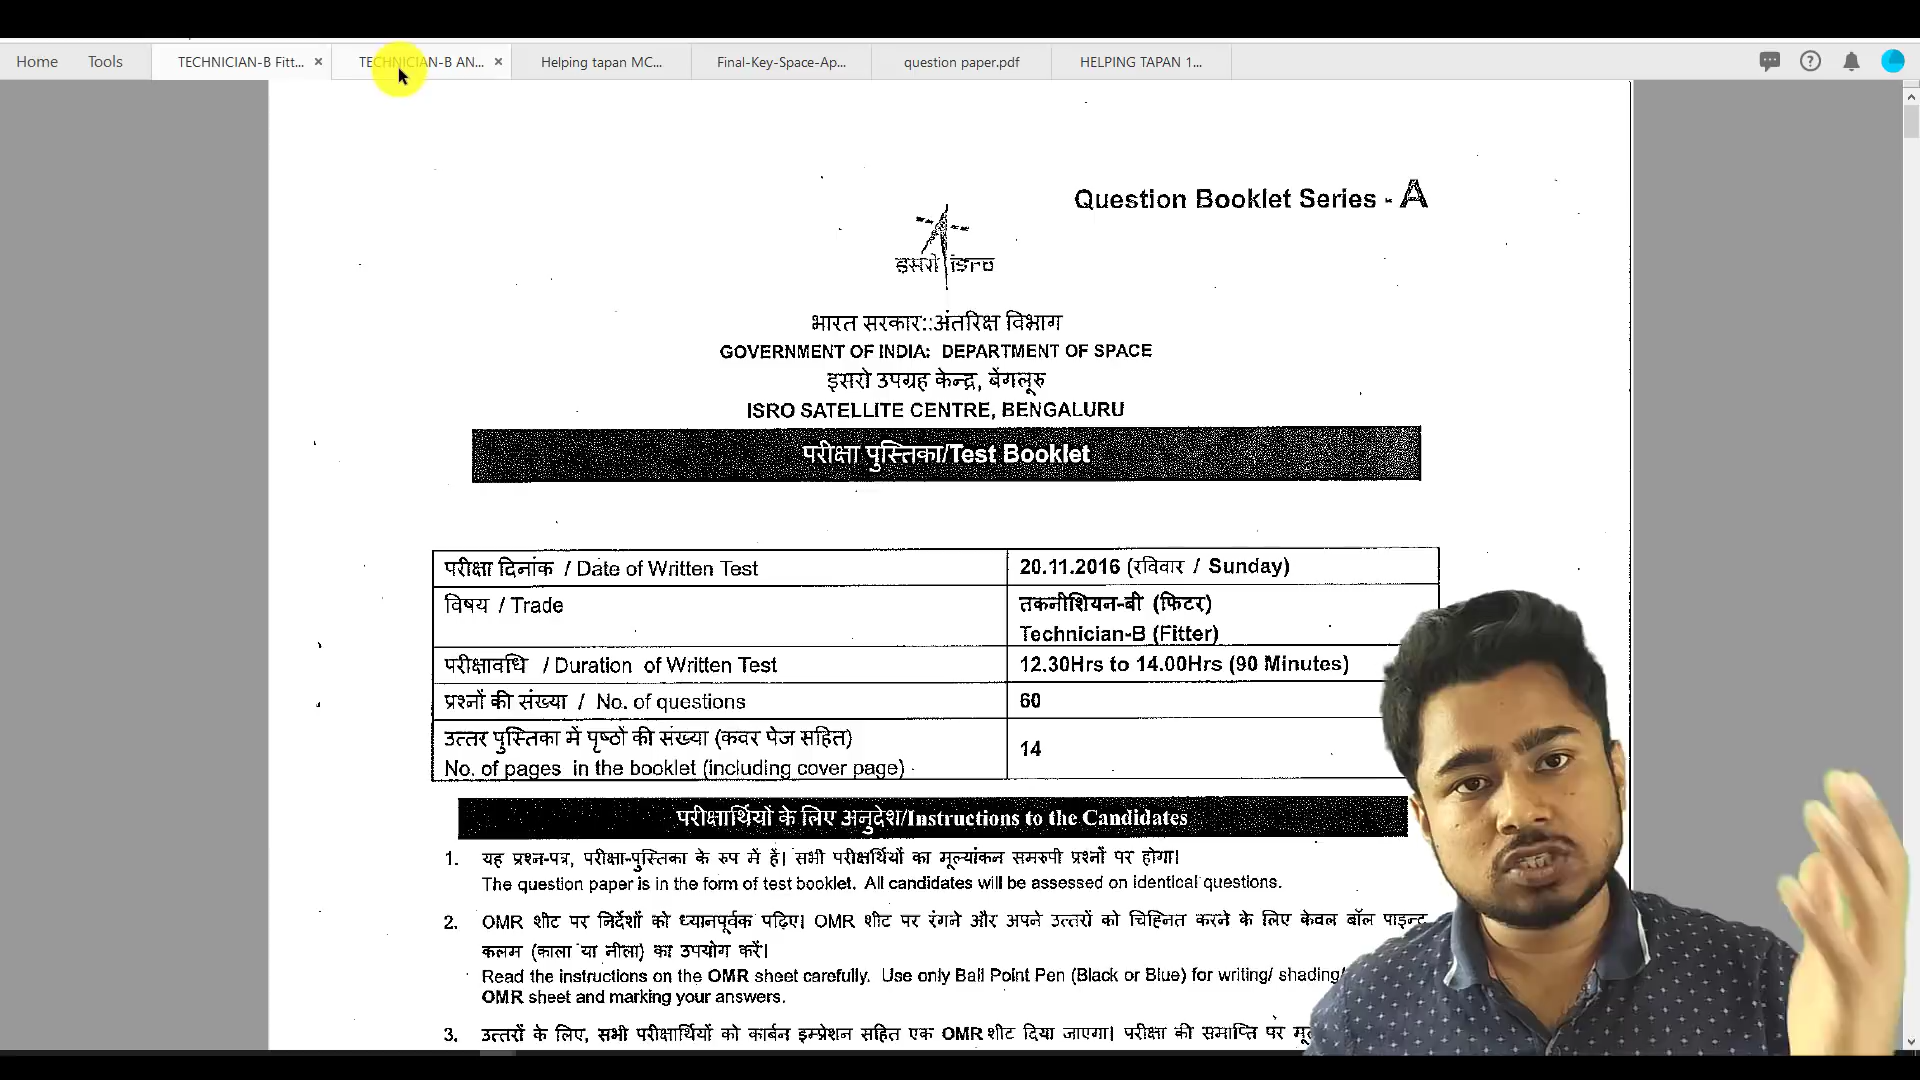 Home Tools TECHNICIAN-B Fitt... × TECHNICIAN-B AN... × Helping tapan MC... Final-Key-Space-Ap... question paper.pdf HELPING TAPAN 1...
Question Booklet Series - A
इसरो isro
भारत सरकार::अंतरिक्ष विभाग
GOVERNMENT OF INDIA: DEPARTMENT OF SPACE
इसरो उपग्रह केन्द्र, बेंगलूरु
ISRO SATELLITE CENTRE, BENGALURU
परीक्षा पुस्तिका/Test Booklet
परीक्षा दिनांक / Date of Written Test 20.11.2016 (रविवार / Sunday)
विषय / Trade तकनीशियन-बी (फिटर)
Technician-B (Fitter)
परीक्षावधि / Duration of Written Test 12.30Hrs to 14.00Hrs (90 Minutes)
प्रश्नों की संख्या / No. of questions 60
उत्तर पुस्तिका में पृष्ठों की संख्या (कवर पेज सहित)
No. of pages in the booklet (including cover page) 14
परीक्षार्थियों के लिए अनुदेश/Instructions to the Candidates
1. यह प्रश्न-पत्र, परीक्षा-पुस्तिका के रुप में हें। सभी परीक्षर्थियों का मूल्यांकन समरुपी प्रश्नों पर होगा।
The question paper is in the form of test booklet. All candidates will be assessed on identical questions.
2. OMR शीट पर निर्देशों को ध्यानपूर्वक पढ़िए। OMR शीट पर रंगने और अपने उत्तरों को चिह्नित करने के लिए केवल बॉल पाइन्ट
कलम (काला या नीला) का उपयोग करें।
Read the instructions on the OMR sheet carefully. Use only Ball Point Pen (Black or Blue) for writing/ shading/
OMR sheet and marking your answers.
3. उत्तरों के लिए, सभी परीक्षार्थियों को कार्बन इम्प्रेशन सहित एक OMR शीट दिया जाएगा। परीक्षा की समाप्ति पर